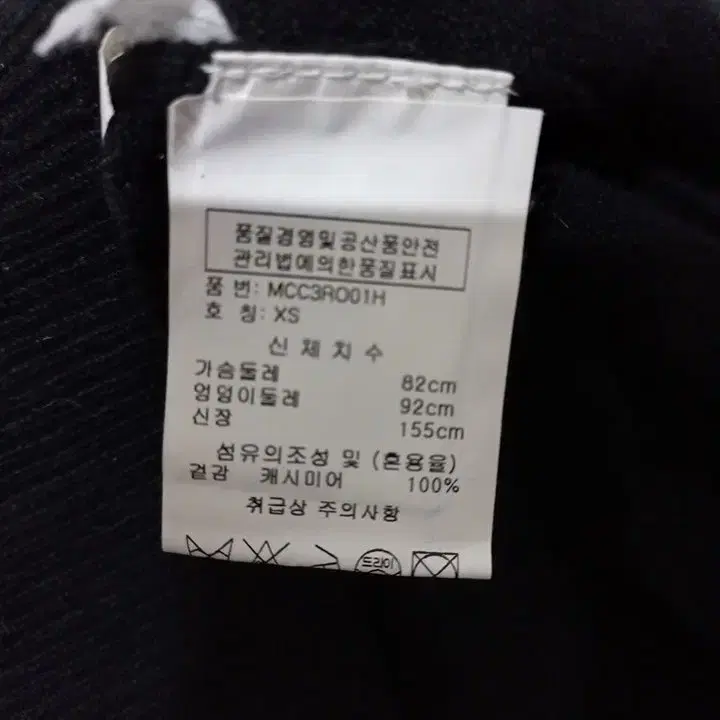 품질경영및공산품안전
관리법에의한품질표시
품 번: MCC3RO01H
호 칭: XS
신 체 치 수
가슴둘레 82cm
엉덩이둘레 92cm
신장 155cm
섬유의조성 및 (혼용율)
겉감 캐시미어 100%
취급상 주의사항
드라이